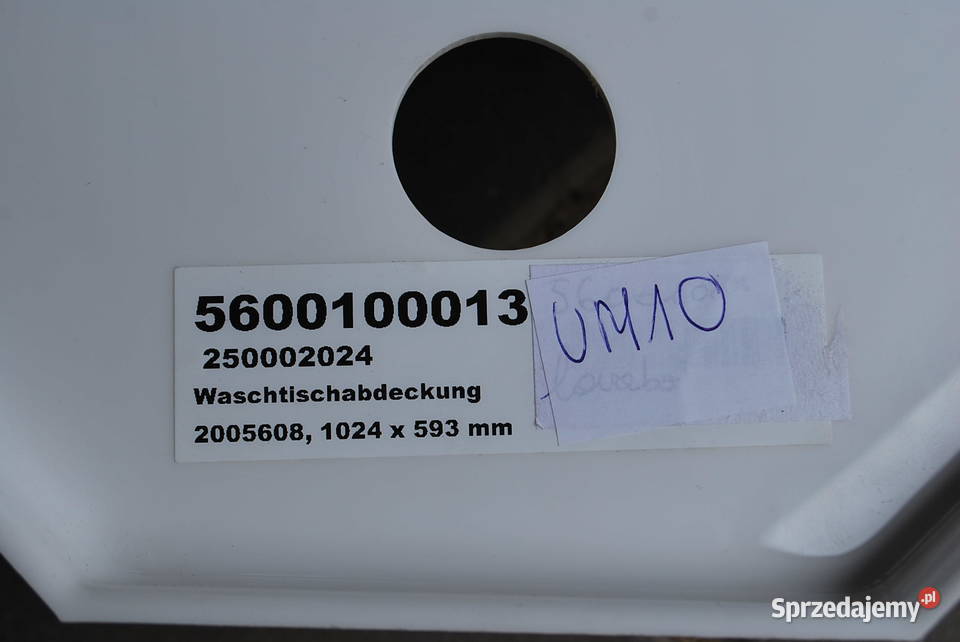 5600100013
250002024
Waschtischabdeckung
2005608, 1024 x 593 mm
UM10
Sprzedajemy.pl